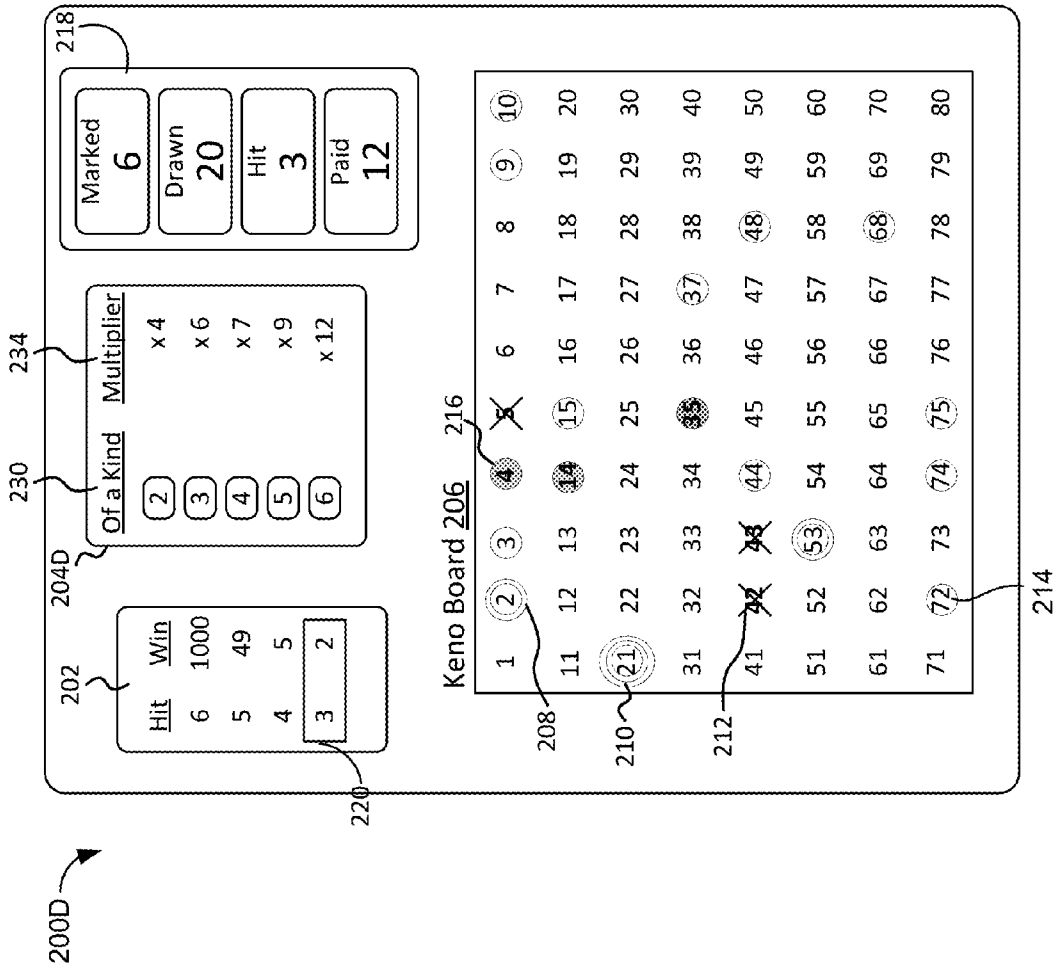 200D
202
Hit Win
6 1000
5 49
4 5
3 2
220
204D
230
234
Of a Kind Multiplier
2 x 4
3 x 6
4 x 7
5 x 9
6 x 12
218
Marked
6
Drawn
20
Hit
3
Paid
12
Keno Board 206
216
1 2 3 4 5 6 7 8 9 10
11 12 13 14 15 16 17 18 19 20
21 22 23 24 25 26 27 28 29 30
31 32 33 34 35 36 37 38 39 40
41 42 43 44 45 46 47 48 49 50
51 52 53 54 55 56 57 58 59 60
61 62 63 64 65 66 67 68 69 70
71 72 73 74 75 76 77 78 79 80
208
210
212
214